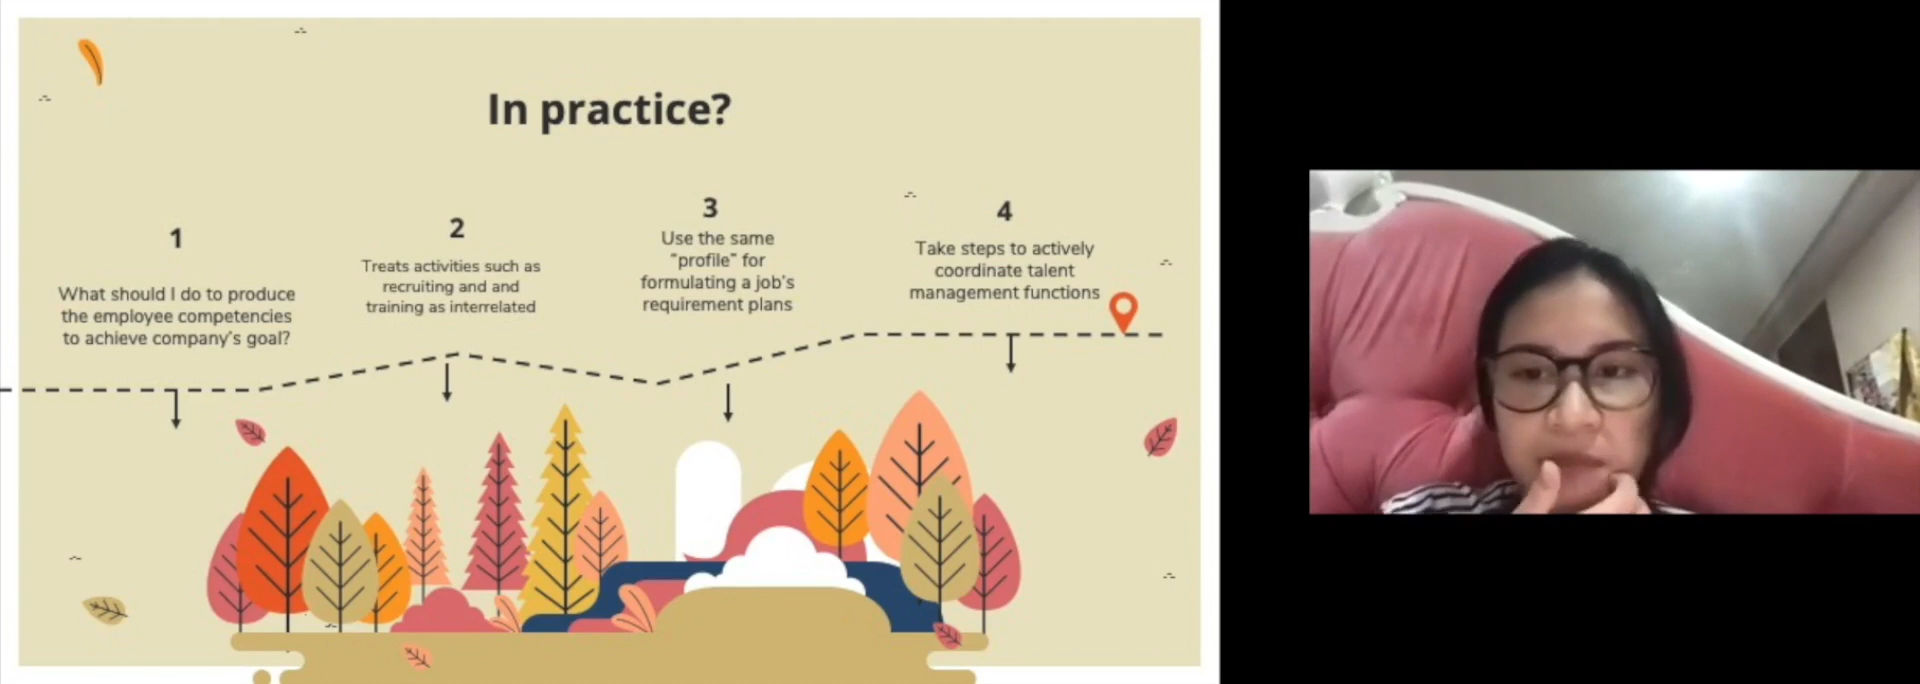 In practice?
1
What should I do to produce
the employee competencies
to achieve company's goal?
2
Treats activities such as
recruiting and and
training as interrelated
3
Use the same
"profile" for
formulating a job's
requirement plans
4
Take steps to actively
coordinate talent
management functions